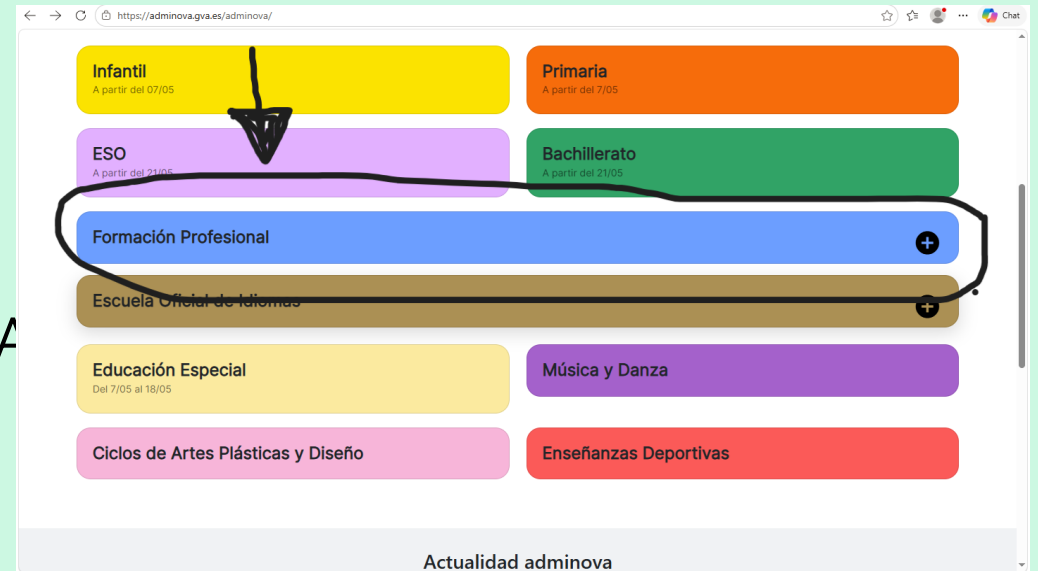 https://adminova.gva.es/adminova/
Chat
Infantil
A partir del 07/05
Primaria
A partir del 7/05
ESO
A partir del 21/05
Bachillerato
A partir del 21/05
Formación Profesional
Escuela Oficial de Idiomas
A
Educación Especial
Del 7/05 al 18/05
Música y Danza
Ciclos de Artes Plásticas y Diseño
Enseñanzas Deportivas
Actualidad adminova